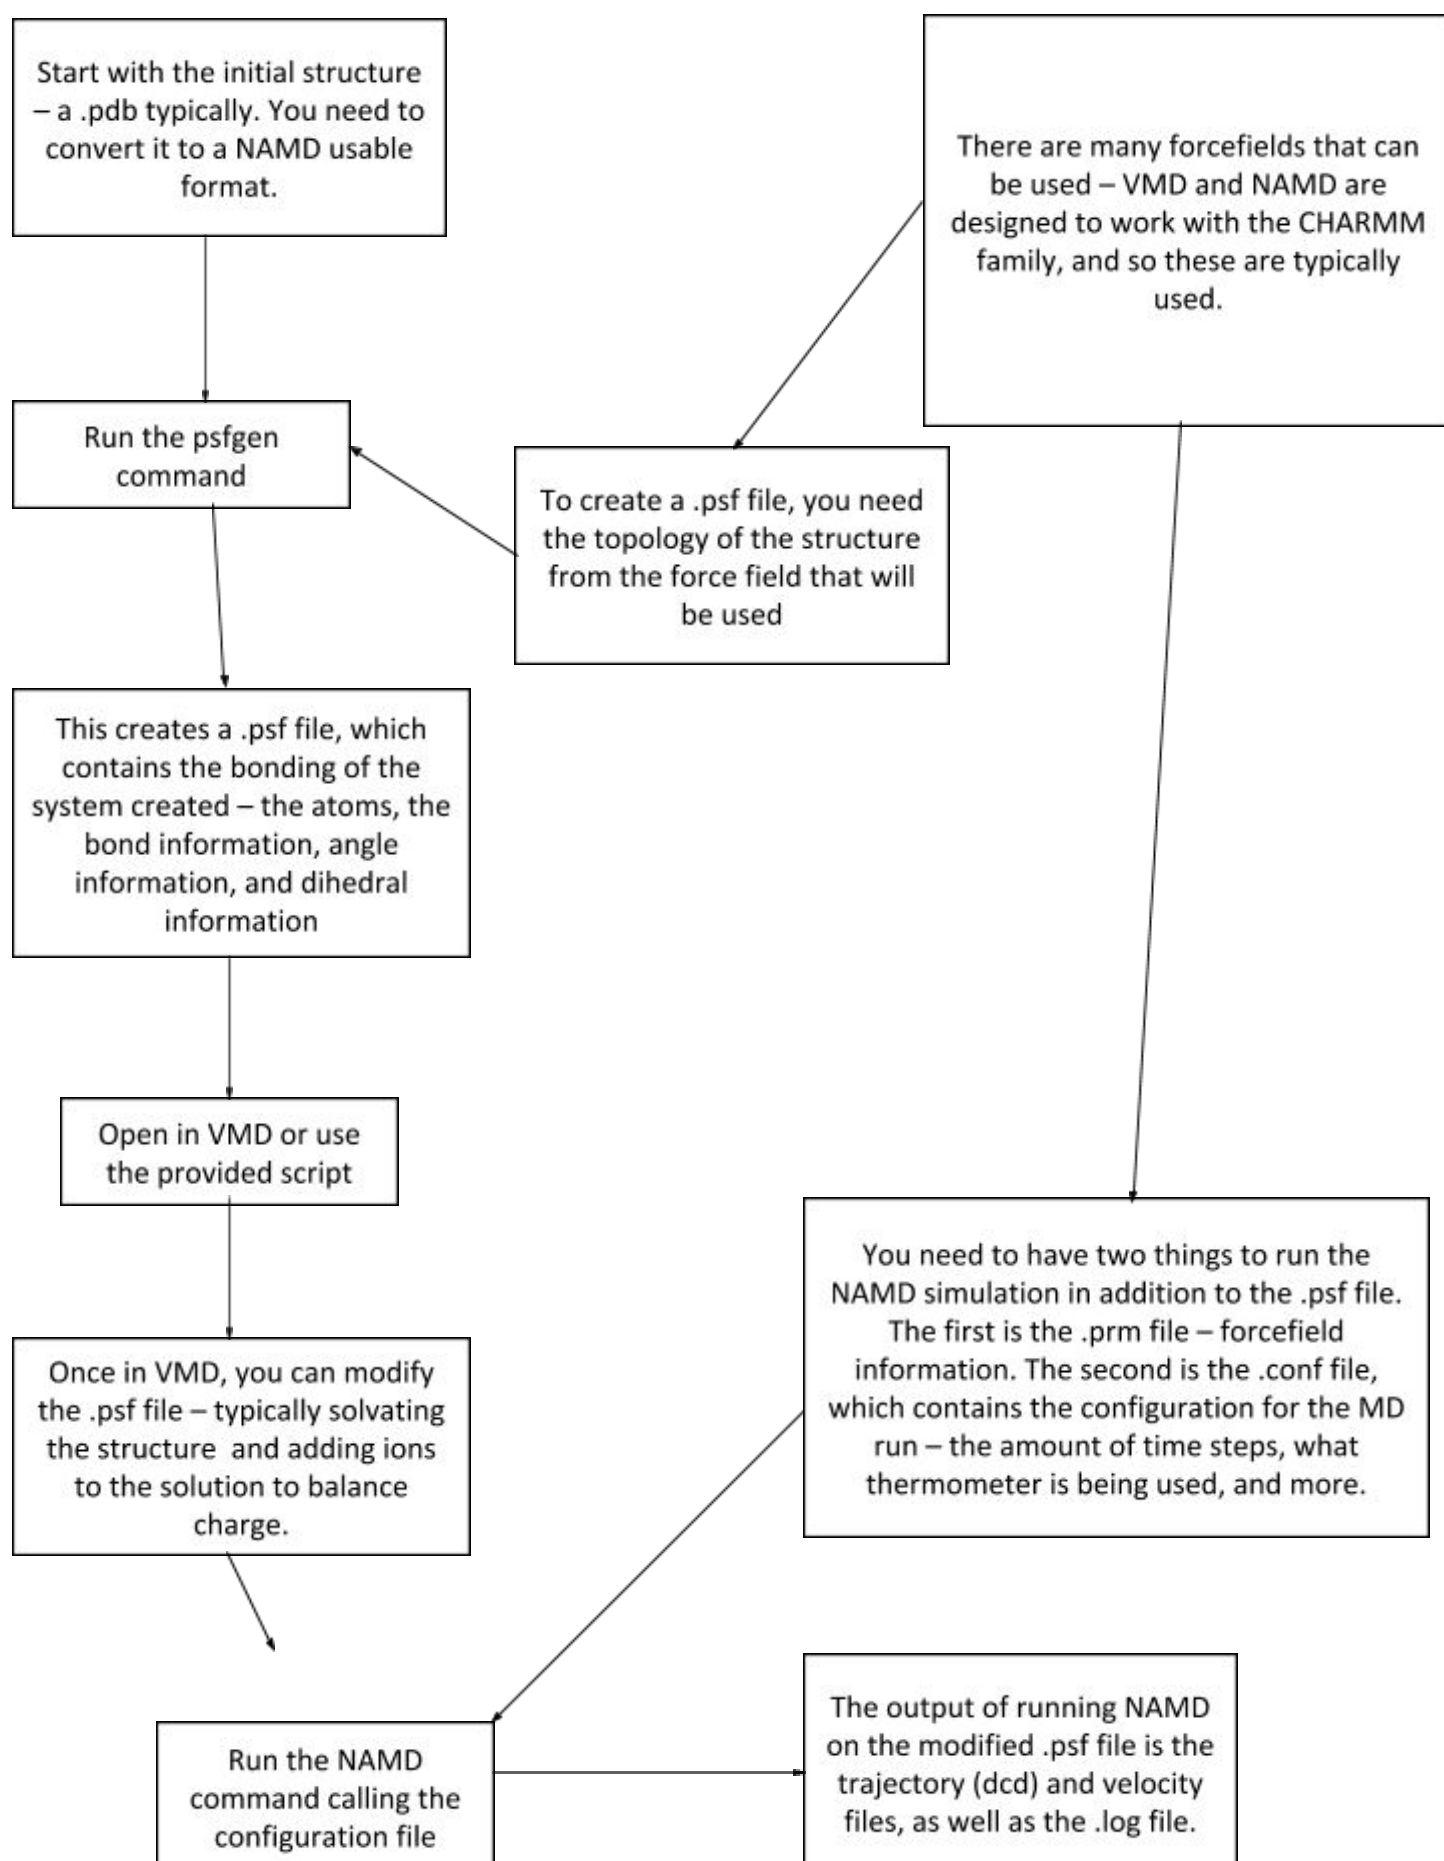 Start with the initial structure
– a .pdb typically. You need to
convert it to a NAMD usable
format.
There are many forcefields that can
be used – VMD and NAMD are
designed to work with the CHARMM
family, and so these are typically
used.
Run the psfgen
command
To create a .psf file, you need
the topology of the structure
from the force field that will
be used
This creates a .psf file, which
contains the bonding of the
system created – the atoms, the
bond information, angle
information, and dihedral
information
Open in VMD or use
the provided script
Once in VMD, you can modify
the .psf file – typically solvating
the structure  and adding ions
to the solution to balance
charge.
You need to have two things to run the
NAMD simulation in addition to the .psf file.
The first is the .prm file – forcefield
information. The second is the .conf file,
which contains the configuration for the MD
run – the amount of time steps, what
thermometer is being used, and more.
Run the NAMD
command calling the
configuration file
The output of running NAMD
on the modified .psf file is the
trajectory (dcd) and velocity
files, as well as the .log file.